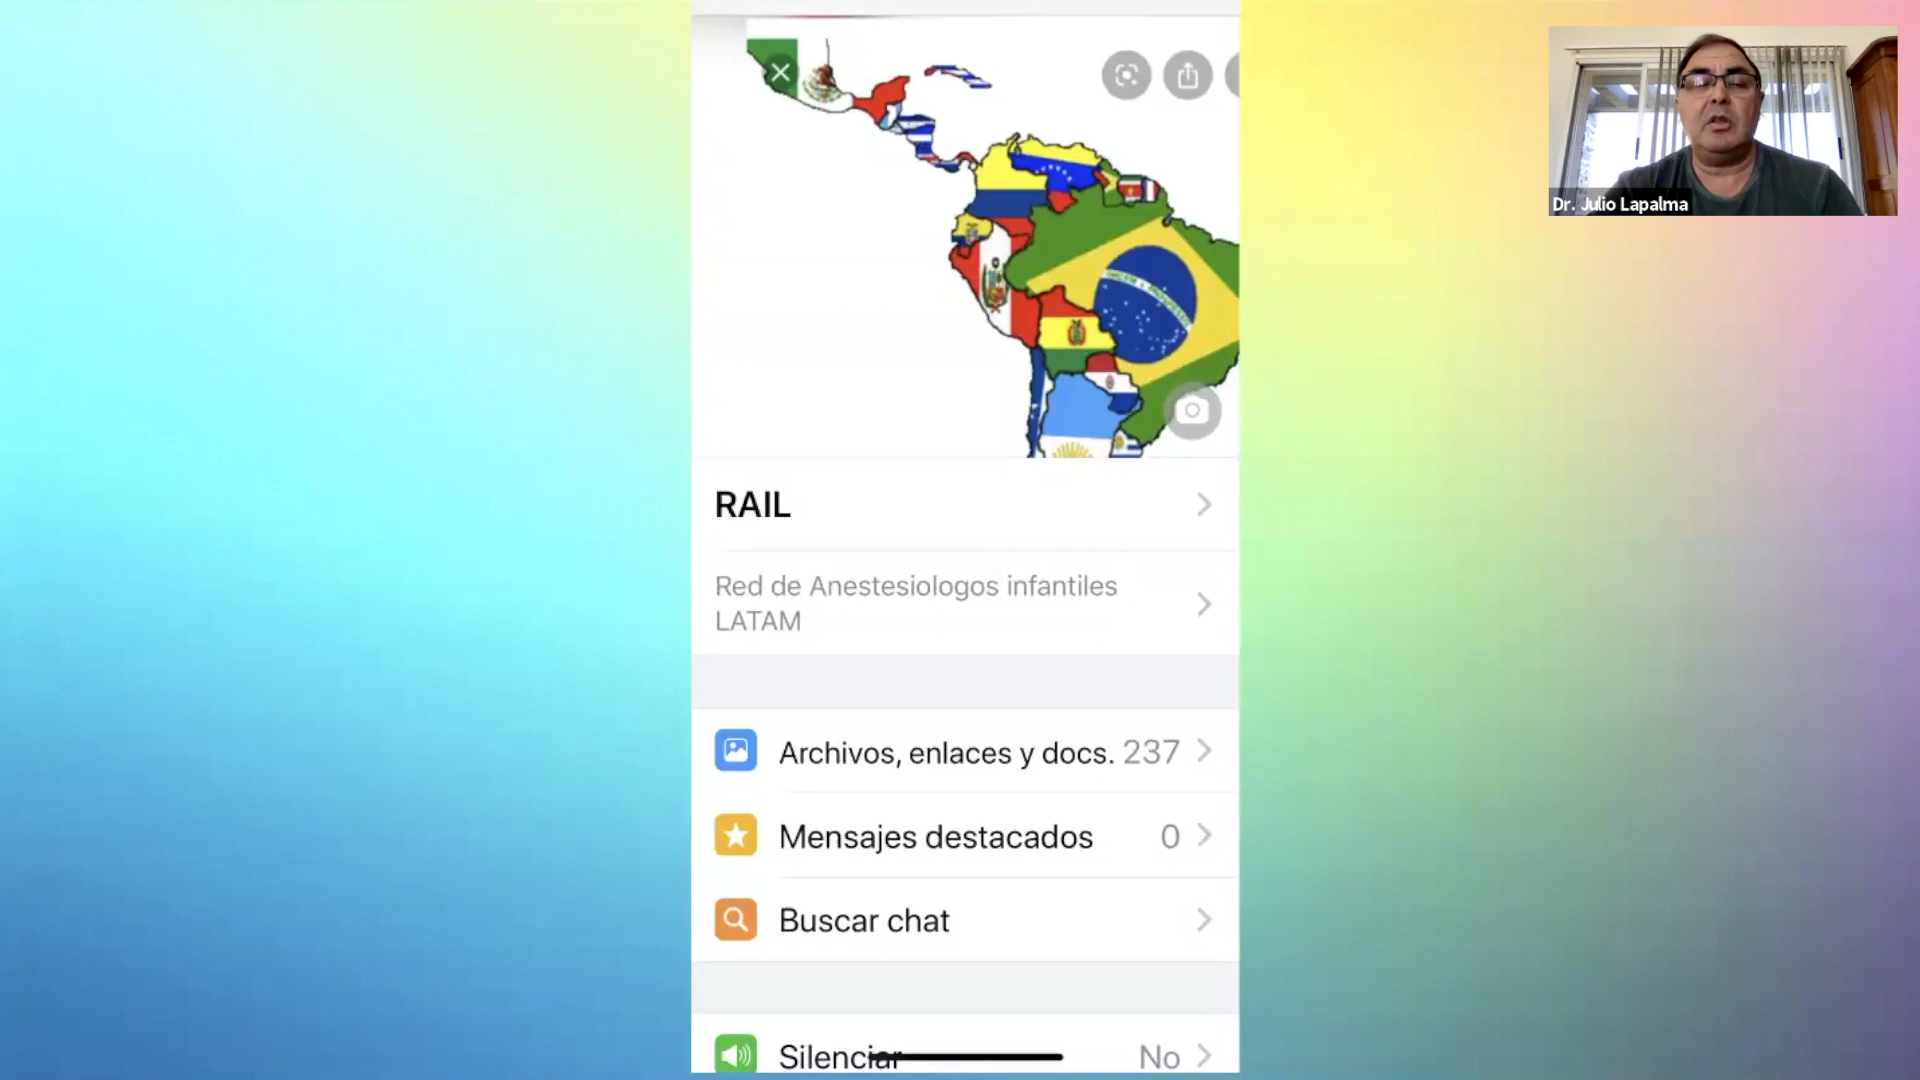 Dr. Julio Lapalma
RAIL
Red de Anestesiologos infantiles
LATAM
Archivos, enlaces y docs. 237
Mensajes destacados 0
Buscar chat
Silenciar No